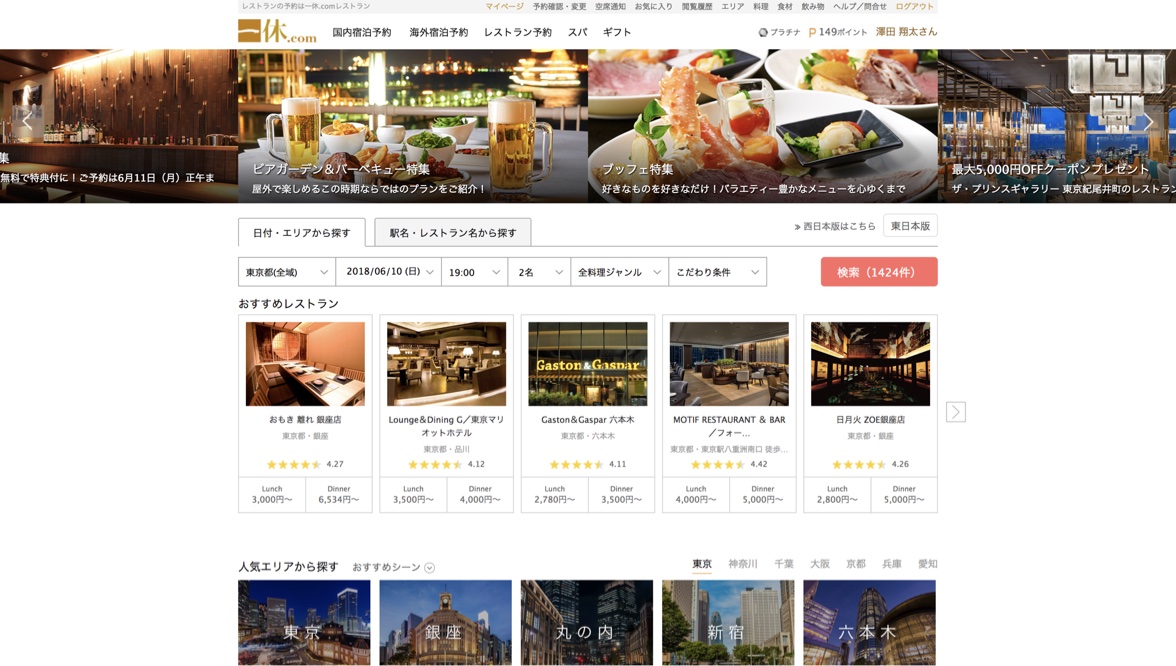 レストランの予約は一休.comレストラン
マイページ 予約確認・変更 空席通知 お気に入り 閲覧履歴 エリア 料理 食材 飲み物 ヘルプ／問合せ ログアウト
一休.com 国内宿泊予約 海外宿泊予約 レストラン予約 スパ ギフト プラチナ P 149ポイント 澤田 翔太さん
集
無料で特典付に！ご予約は6月11日（月）正午ま
ビアガーデン＆バーベキュー特集
屋外で楽しめるこの時期ならではのプランをご紹介！
ブッフェ特集
好きなものを好きなだけ！バラエティー豊かなメニューを心ゆくまで
最大5,000円OFFクーポンプレゼント
ザ・プリンスギャラリー 東京紀尾井町のレストラン
日付・エリアから探す 駅名・レストラン名から探す
» 西日本版はこちら 東日本版
東京都(全域) 2018/06/10 (日) 19:00 2名 全料理ジャンル こだわり条件 検索（1424件）
おすすめレストラン
おもき 離れ 銀座店
東京都・銀座
4.27
Lunch Dinner
3,000円〜 6,534円〜
Lounge＆Dining G／東京マリ
オットホテル
東京都・品川
4.12
Lunch Dinner
3,500円〜 4,000円〜
Gaston&Gaspar
Gaston＆Gaspar 六本木
東京都・六本木
4.11
Lunch Dinner
2,780円〜 3,500円〜
MOTIF RESTAURANT ＆ BAR
／フォー...
東京都・東京駅八重洲南口 徒歩...
4.42
Lunch Dinner
4,000円〜 5,000円〜
日月火 ZOE銀座店
東京都・銀座
4.26
Lunch Dinner
2,800円〜 5,000円〜
人気エリアから探す おすすめシーン
東京 神奈川 千葉 大阪 京都 兵庫 愛知
東京 銀座 丸の内 新宿 六本木